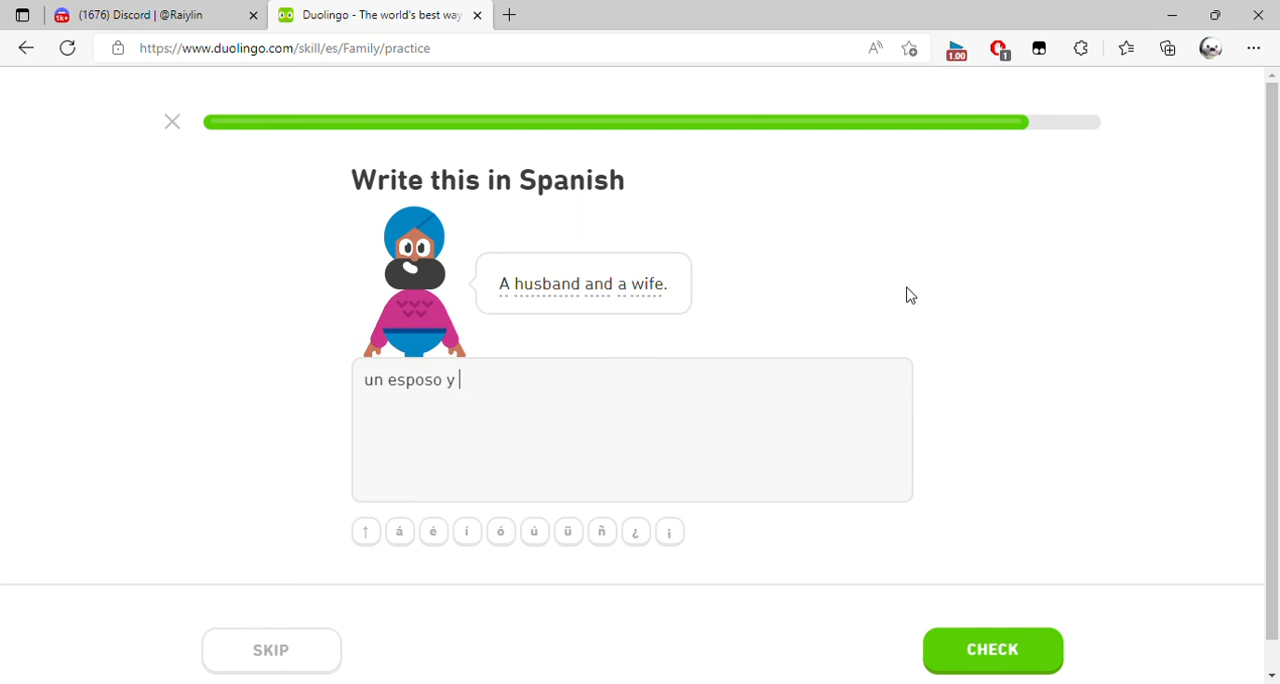 (1676) Discord | @Raiylin
Duolingo - The world's best way
https://www.duolingo.com/skill/es/Family/practice
1.00
1
Write this in Spanish
A husband and a wife.
un esposo y
↑ á é í ó ú ü ñ ¿ ¡
SKIP
CHECK